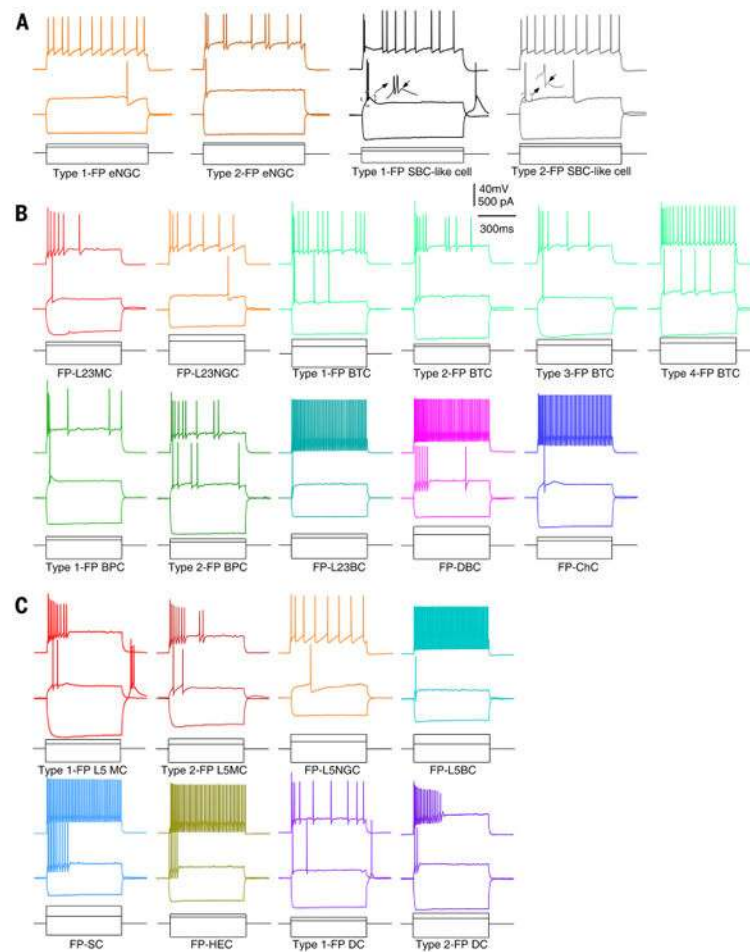 A
Type 1-FP eNGC
Type 2-FP eNGC
Type 1-FP SBC-like cell
Type 2-FP SBC-like cell
B
40mV
500 pA
300ms
FP-L23MC
FP-L23NGC
Type 1-FP BTC
Type 2-FP BTC
Type 3-FP BTC
Type 4-FP BTC
Type 1-FP BPC
Type 2-FP BPC
FP-L23BC
FP-DBC
FP-ChC
C
Type 1-FP L5 MC
Type 2-FP L5MC
FP-L5NGC
FP-L5BC
FP-SC
FP-HEC
Type 1-FP DC
Type 2-FP DC